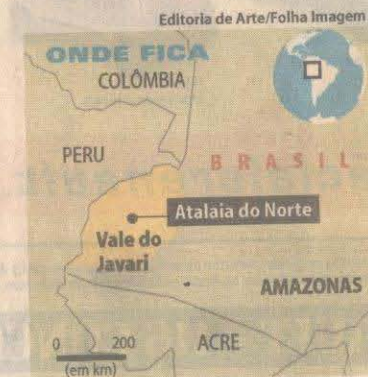 Editoria de Arte/Folha Imagem
ONDE FICA
COLÔMBIA
PERU
BRASIL
Atalaia do Norte
Vale do
Javari
AMAZONAS
0 200
ACRE
(em km)